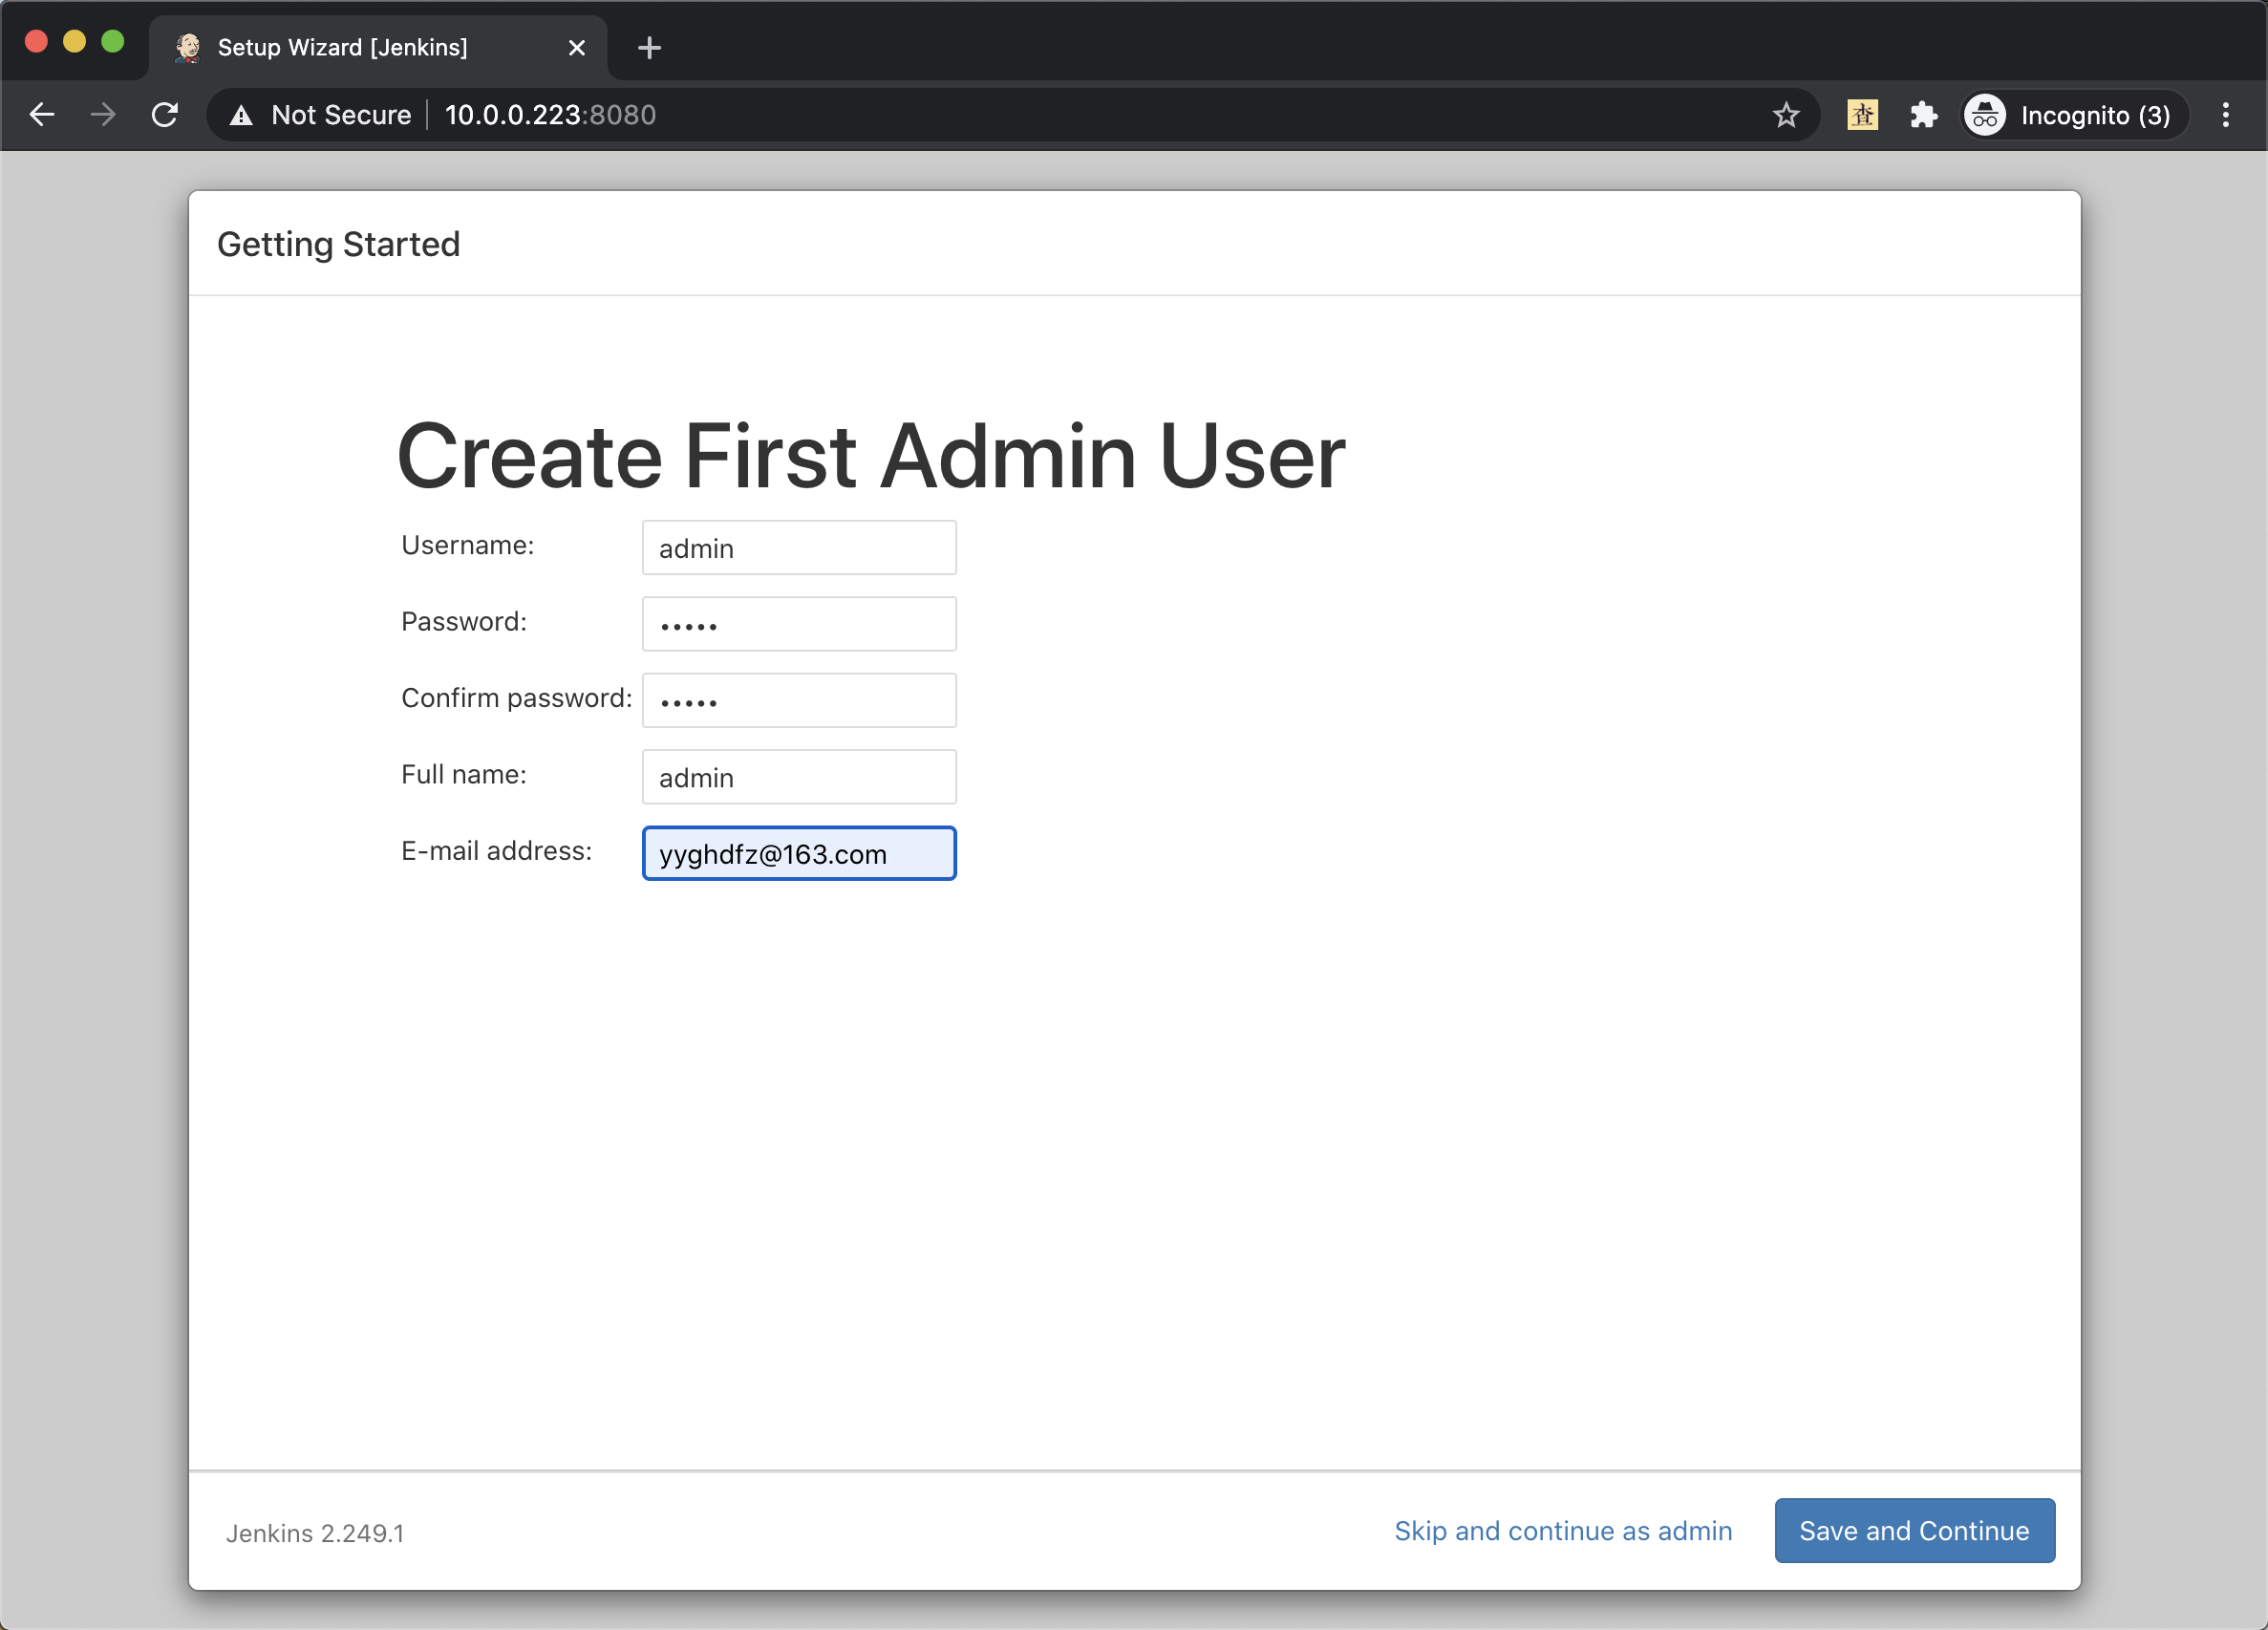 Setup Wizard [Jenkins]
Not Secure 10.0.0.223:8080 查 Incognito (3)
Getting Started
Create First Admin User
Username: admin
Password: •••••
Confirm password: •••••
Full name: admin
E-mail address: yyghdfz@163.com
Jenkins 2.249.1 Skip and continue as admin Save and Continue